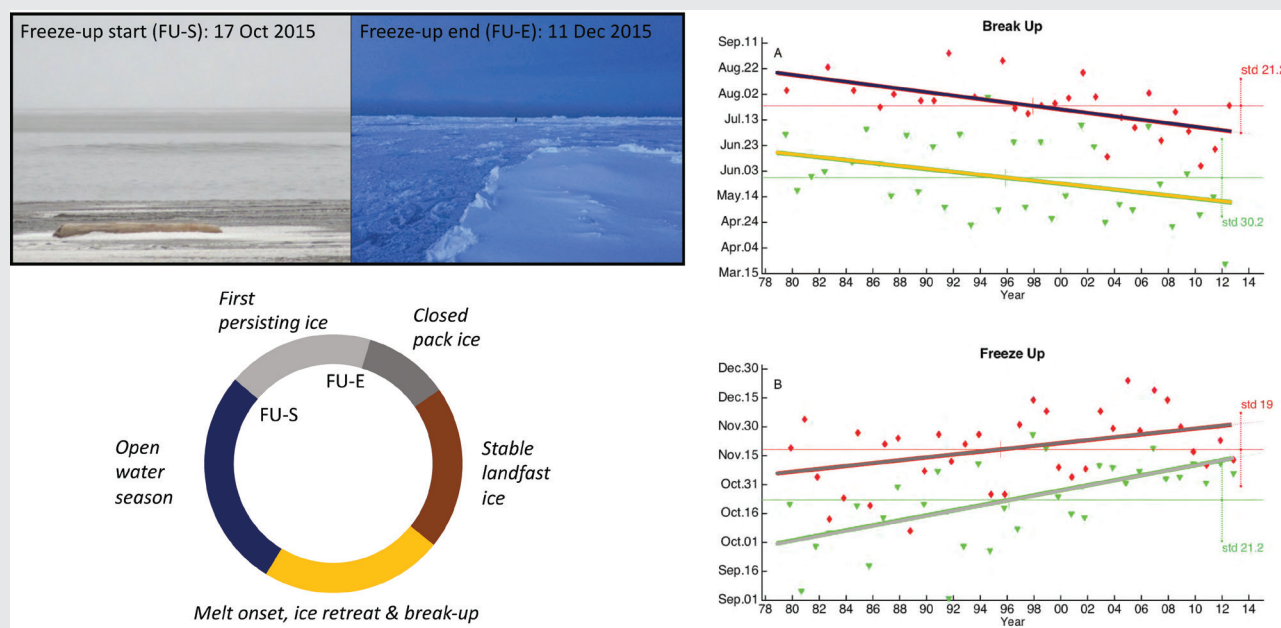 Freeze-up start (FU-S): 17 Oct 2015
Freeze-up end (FU-E): 11 Dec 2015
First
persisting ice
Closed
pack ice
FU-E
FU-S
Open
water
season
Stable
landfast
ice
Melt onset, ice retreat & break-up
Break Up
A
Sep.11
Aug.22
Aug.02
Jul.13
Jun.23
Jun.03
May.14
Apr.24
Apr.04
Mar.15
std 21.2
std 30.2
78 80 82 84 86 88 90 92 94 96 98 00 02 04 06 08 10 12 14
Year
Freeze Up
B
Dec.30
Dec.15
Nov.30
Nov.15
Oct.31
Oct.16
Oct.01
Sep.16
Sep.01
std 19
std 21.2
78 80 82 84 86 88 90 92 94 96 98 00 02 04 06 08 10 12 14
Year